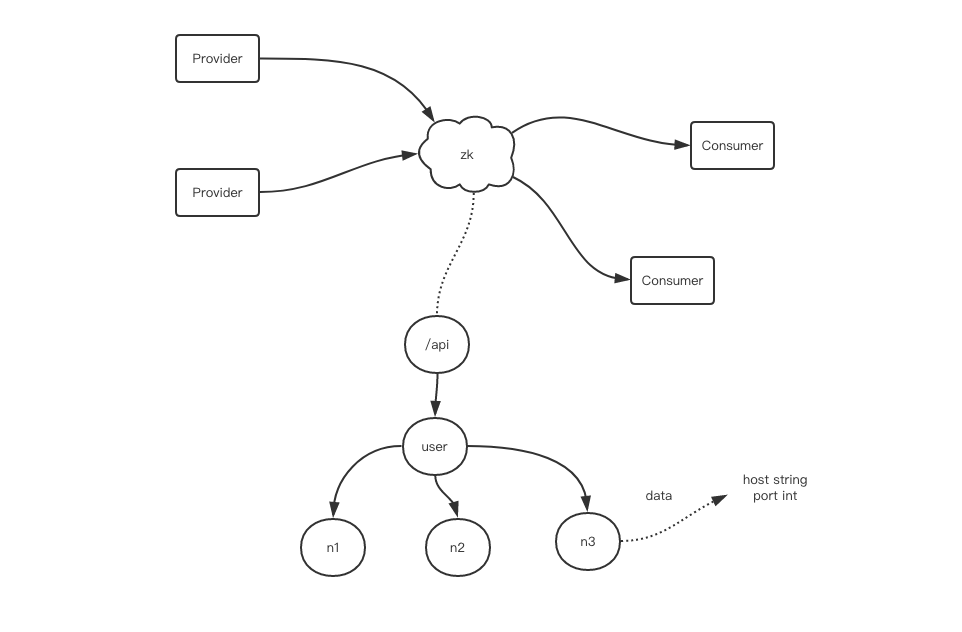 Provider
zk
Consumer
Provider
Consumer
/api
user
data
host string
port int
n1
n2
n3